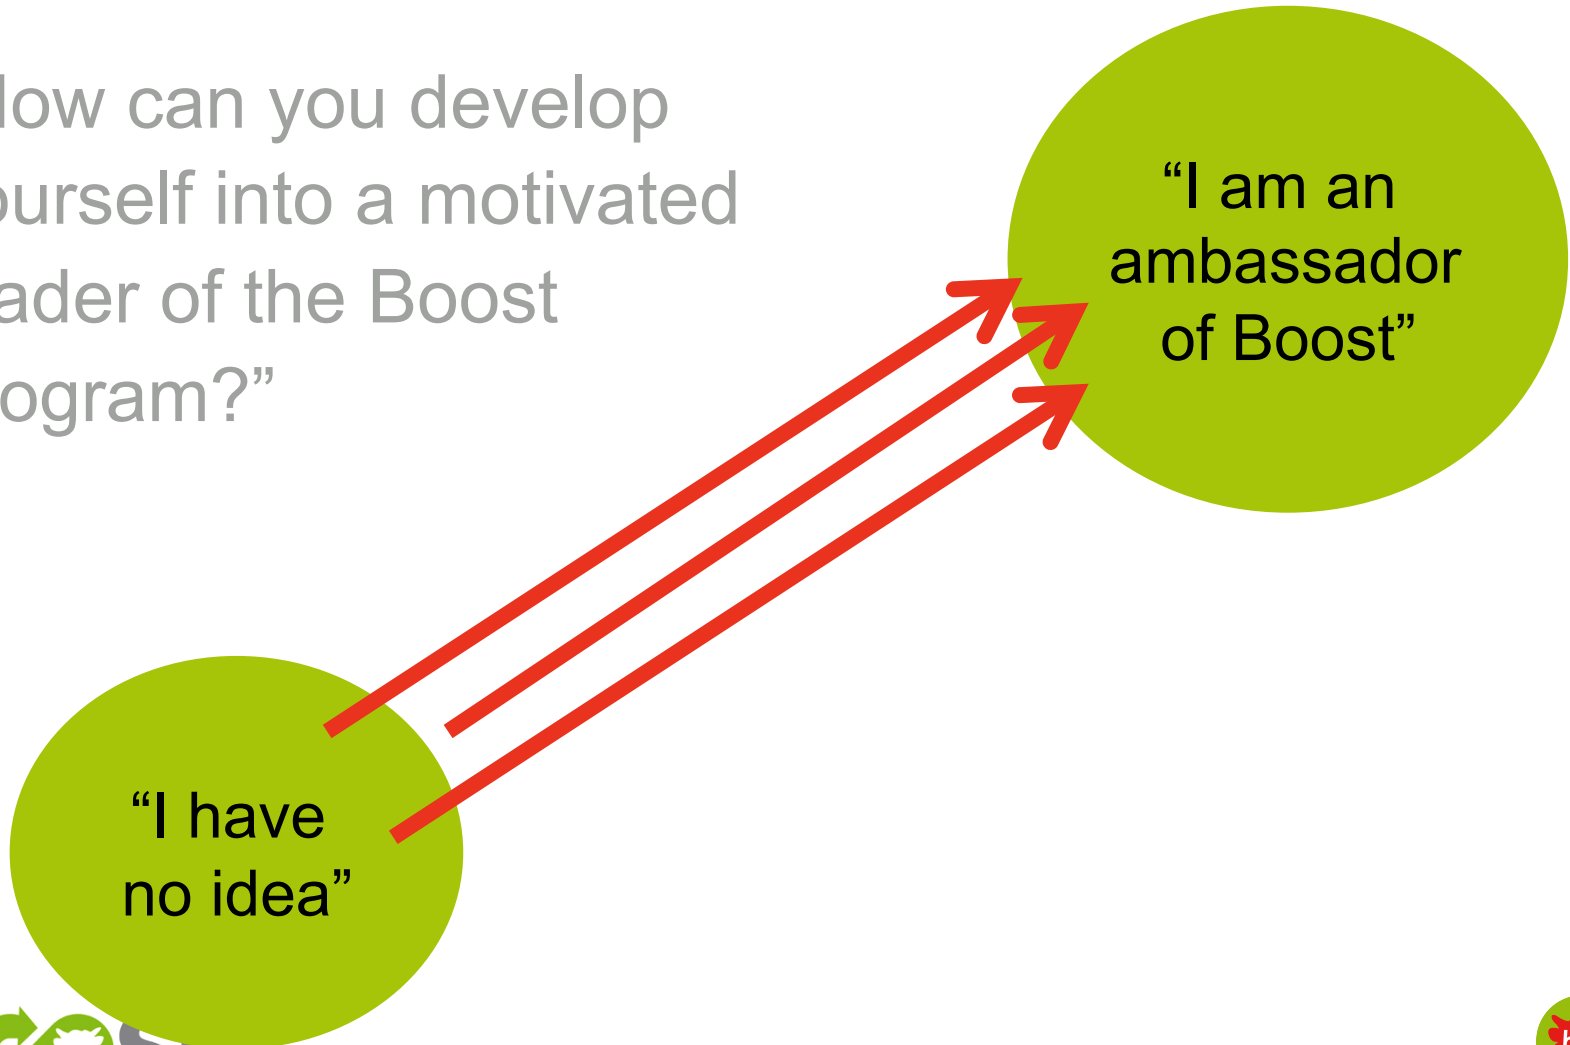 ow can you develop
ourself into a motivated
ader of the Boost
ogram?”
“I am an
ambassador
of Boost”
“I have
no idea”